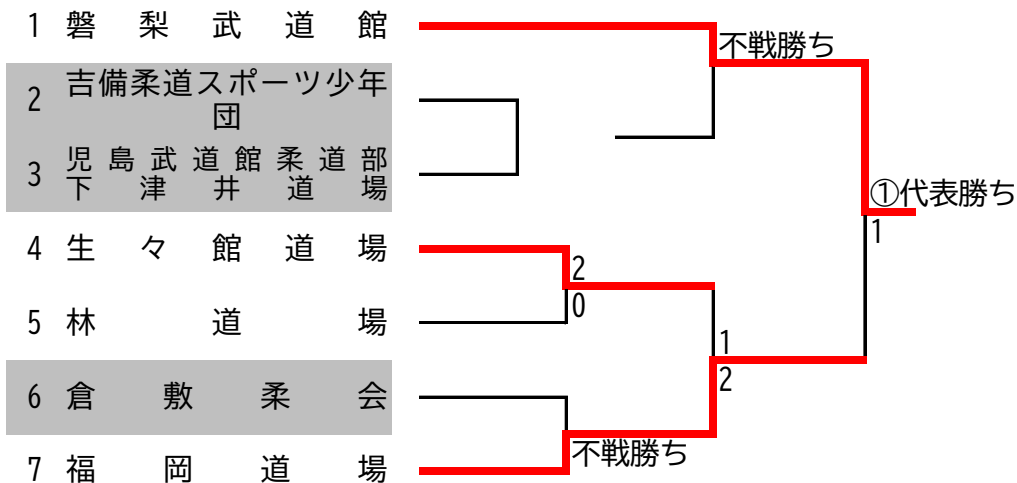 1 磐梨武道館
不戦勝ち
2 吉備柔道スポーツ少年
団
3 児島武道館柔道部
下津井道場
①代表勝ち
1
4 生々館道場
2
0
5 林道場
1
2
6 倉敷柔会
不戦勝ち
7 福岡道場